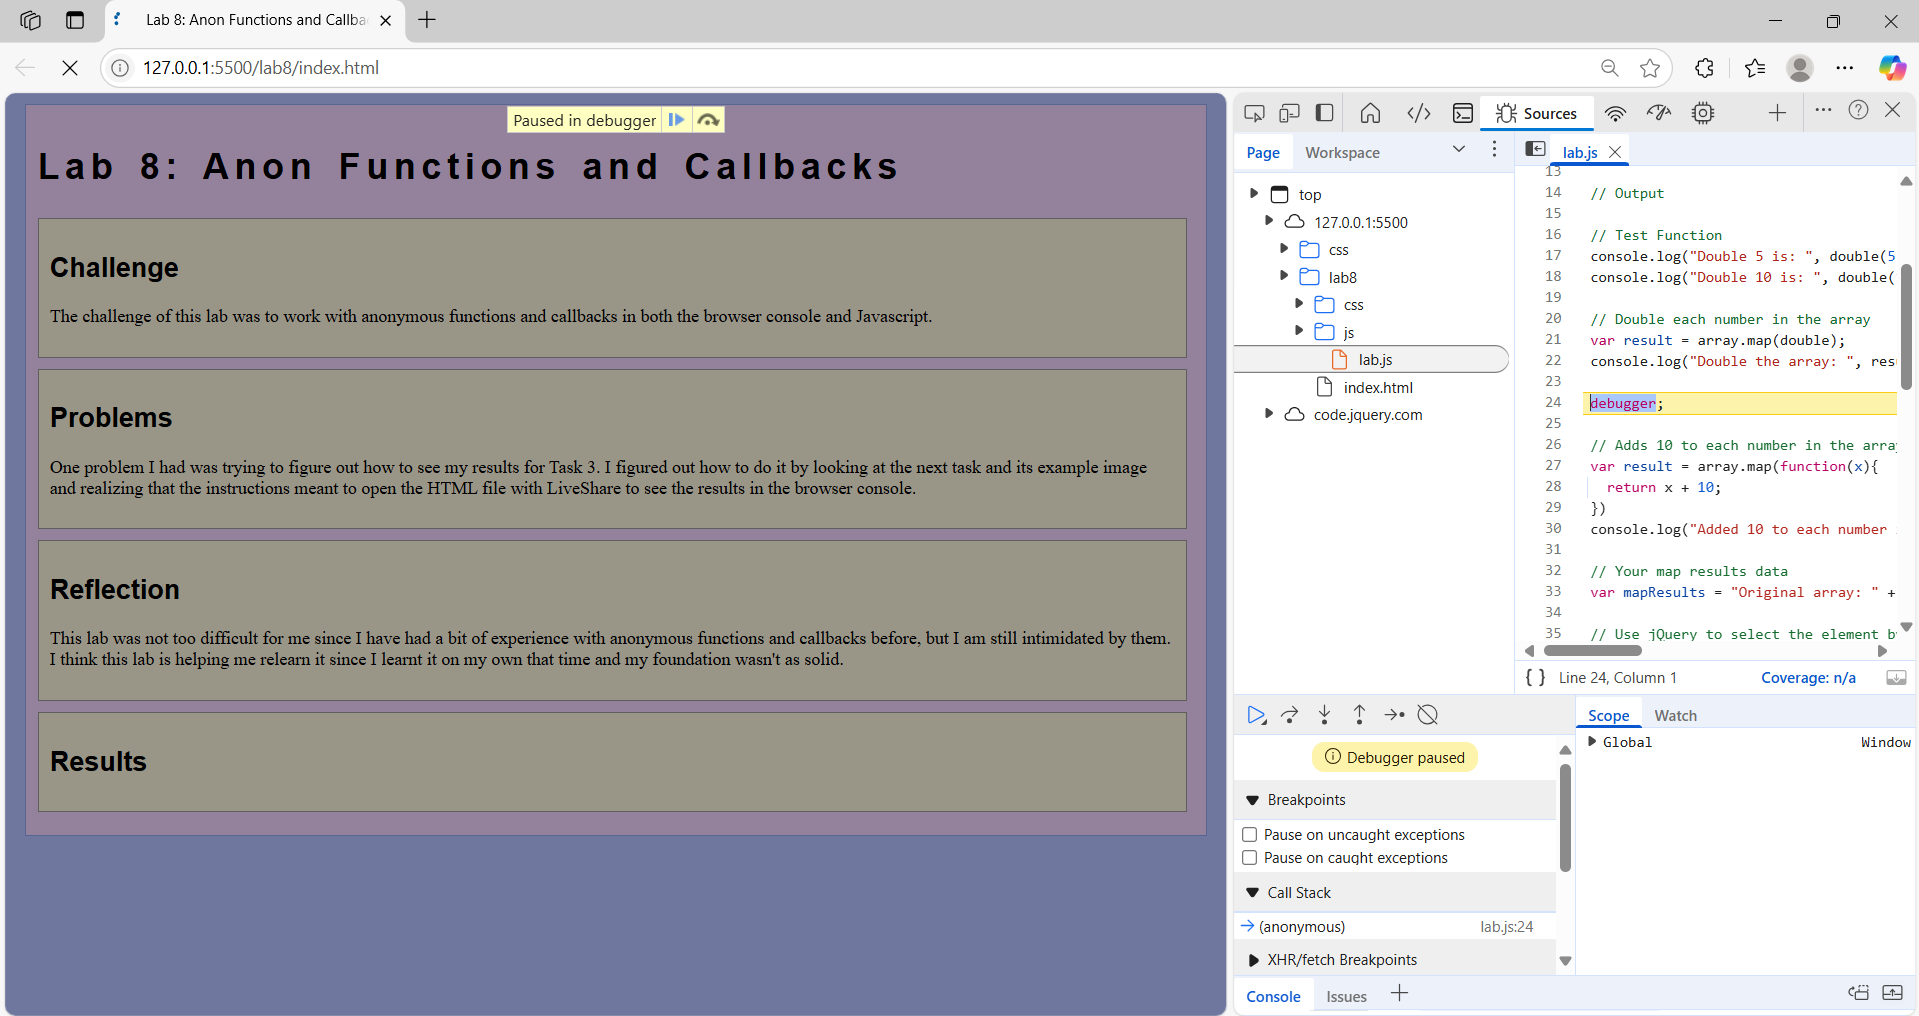 Lab 8: Anon Functions and Callba
127.0.0.1:5500/lab8/index.html
Paused in debugger
Lab 8: Anon Functions and Callbacks
Challenge
The challenge of this lab was to work with anonymous functions and callbacks in both the browser console and Javascript.
Problems
One problem I had was trying to figure out how to see my results for Task 3. I figured out how to do it by looking at the next task and its example image
and realizing that the instructions meant to open the HTML file with LiveShare to see the results in the browser console.
Reflection
This lab was not too difficult for me since I have had a bit of experience with anonymous functions and callbacks before, but I am still intimidated by them.
I think this lab is helping me relearn it since I learnt it on my own that time and my foundation wasn't as solid.
Results
Sources
Page Workspace
top
127.0.0.1:5500
css
lab8
css
js
lab.js
index.html
code.jquery.com
lab.js
13
14 // Output
15
16 // Test Function
17 console.log("Double 5 is: ", double(5
18 console.log("Double 10 is: ", double(
19
20 // Double each number in the array
21 var result = array.map(double);
22 console.log("Double the array: ", res
23
24 debugger;
25
26 // Adds 10 to each number in the array
27 var result = array.map(function(x){
28 return x + 10;
29 })
30 console.log("Added 10 to each number
31
32 // Your map results data
33 var mapResults = "Original array: " +
34
35 // Use jQuery to select the element b
{ } Line 24, Column 1 Coverage: n/a
Debugger paused
Breakpoints
Pause on uncaught exceptions
Pause on caught exceptions
Call Stack
(anonymous) lab.js:24
XHR/fetch Breakpoints
Scope Watch
Global Window
Console Issues